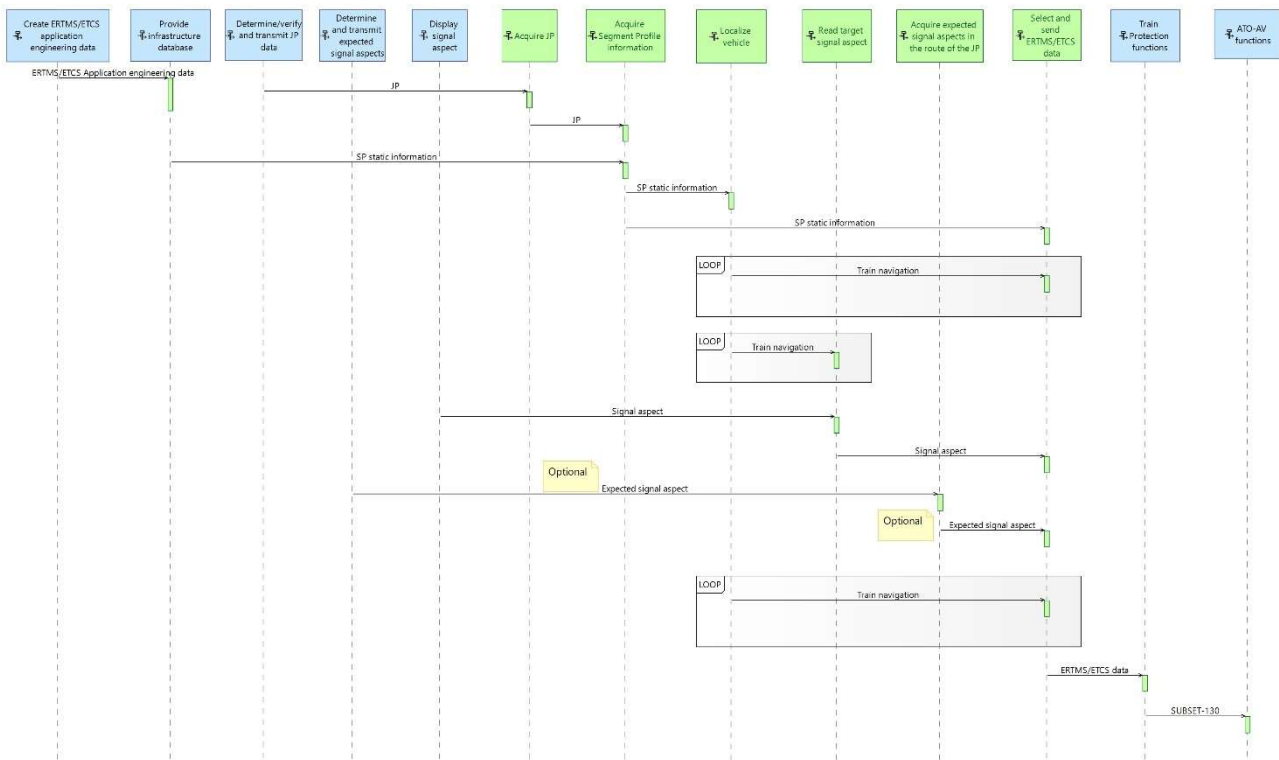 Create ERTMS/ETCS
application
engineering data
Provide
infrastructure
database
Determine/verify
and transmit JP
data
Determine
and transmit
expected
signal aspects
Display
signal
aspect
Acquire JP
Acquire
Segment Profile
information
Localize
vehicle
Read target
signal aspect
Acquire expected
signal aspects in
the route of the JP
Select and
send
ERTMS/ETCS
data
Train
Protection
functions
ATO-AV
functions
ERTMS/ETCS Application engineering data
JP
JP
SP static information
SP static information
SP static information
LOOP
Train navigation
LOOP
Train navigation
Signal aspect
Signal aspect
Optional
Expected signal aspect
Optional
Expected signal aspect
LOOP
Train navigation
ERTMS/ETCS data
SUBSET-130